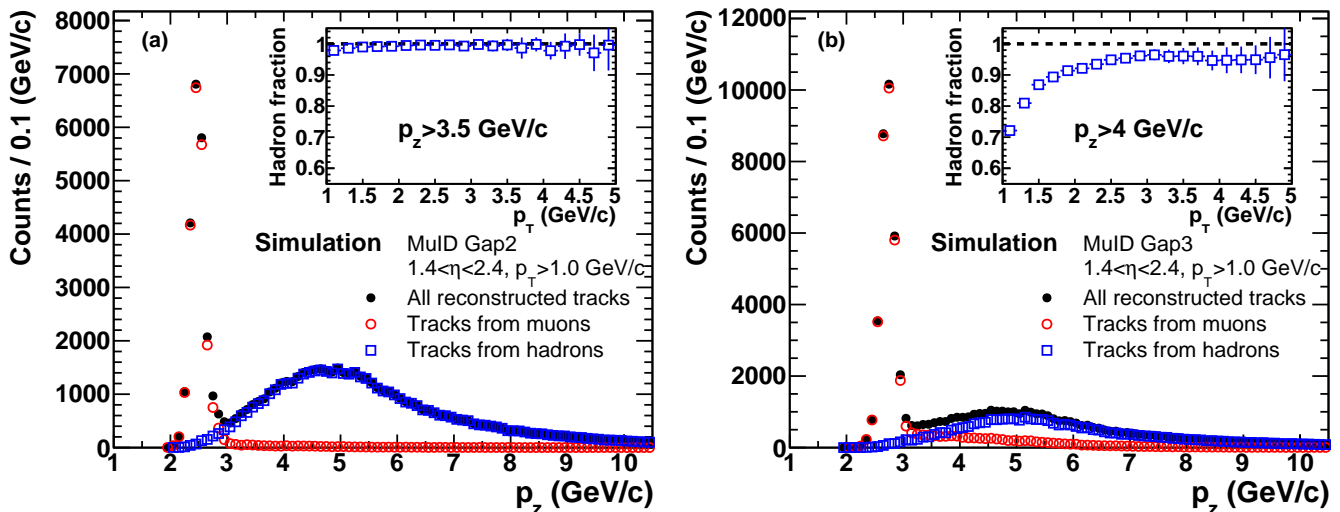 (a)
Counts / 0.1 (GeV/c)
8000
7000
6000
5000
4000
3000
2000
1000
0
1 2 3 4 5 6 7 8 9 10
p_z (GeV/c)
Hadron fraction
1
0.9
0.8
0.7
0.6
p_z>3.5 GeV/c
1 1.5 2 2.5 3 3.5 4 4.5 5
p_T (GeV/c)
Simulation
MuID Gap2
1.4<η<2.4, p_T>1.0 GeV/c
All reconstructed tracks
Tracks from muons
Tracks from hadrons
(b)
Counts / 0.1 (GeV/c)
12000
10000
8000
6000
4000
2000
0
1 2 3 4 5 6 7 8 9 10
p_z (GeV/c)
Hadron fraction
1
0.9
0.8
0.7
0.6
p_z>4 GeV/c
1 1.5 2 2.5 3 3.5 4 4.5 5
p_T (GeV/c)
Simulation
MuID Gap3
1.4<η<2.4, p_T>1.0 GeV/c
All reconstructed tracks
Tracks from muons
Tracks from hadrons